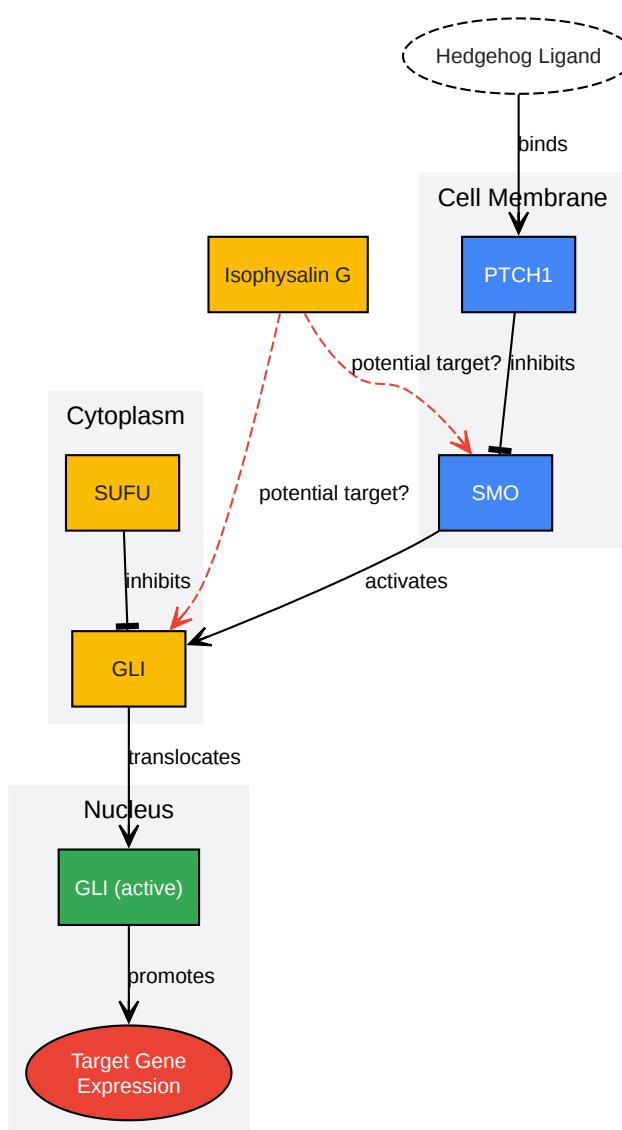 Hedgehog Ligand
binds
Cell Membrane
Isophysalin G
PTCH1
potential target?
inhibits
Cytoplasm
SUFU
potential target?
SMO
inhibits
activates
GLI
translocates
Nucleus
GLI (active)
promotes
Target Gene
Expression